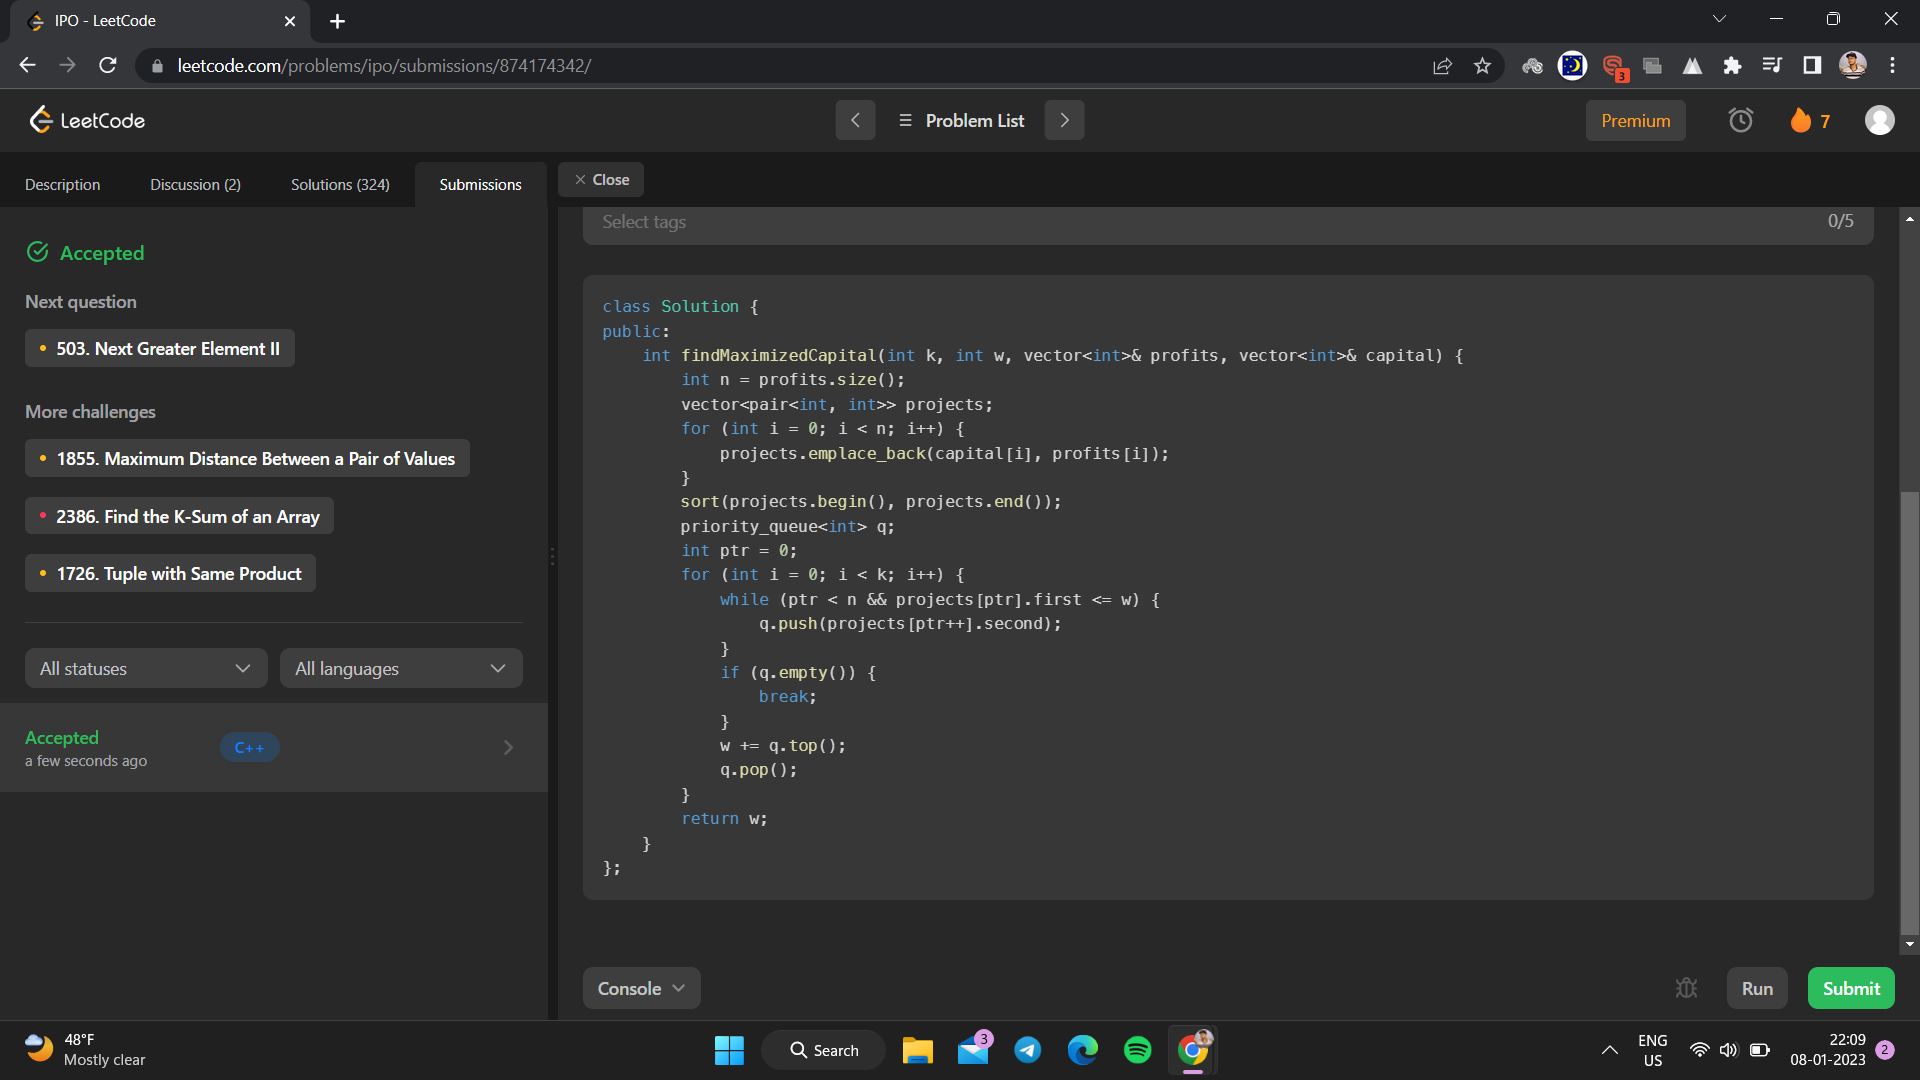 IPO - LeetCode
leetcode.com/problems/ipo/submissions/874174342/
3
LeetCode
Problem List
Premium
7
Description
Discussion (2)
Solutions (324)
Submissions
Close
Accepted
Next question
503. Next Greater Element II
More challenges
1855. Maximum Distance Between a Pair of Values
2386. Find the K-Sum of an Array
1726. Tuple with Same Product
All statuses
All languages
Accepted
a few seconds ago
C++
Select tags
0/5
class Solution {
public:
    int findMaximizedCapital(int k, int w, vector<int>& profits, vector<int>& capital) {
        int n = profits.size();
        vector<pair<int, int>> projects;
        for (int i = 0; i < n; i++) {
            projects.emplace_back(capital[i], profits[i]);
        }
        sort(projects.begin(), projects.end());
        priority_queue<int> q;
        int ptr = 0;
        for (int i = 0; i < k; i++) {
            while (ptr < n && projects[ptr].first <= w) {
                q.push(projects[ptr++].second);
            }
            if (q.empty()) {
                break;
            }
            w += q.top();
            q.pop();
        }
        return w;
    }
};
Console
Run
Submit
48°F
Mostly clear
Search
3
ENG
US
22:09
08-01-2023
2